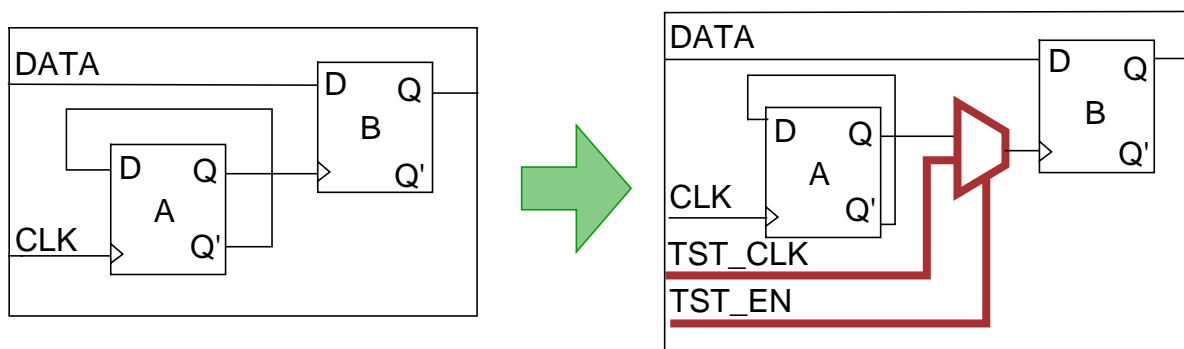 DATA
D
Q
B
Q'
D
Q
A
Q'
CLK
DATA
D
Q
B
Q'
D
Q
A
Q'
CLK
TST_CLK
TST_EN